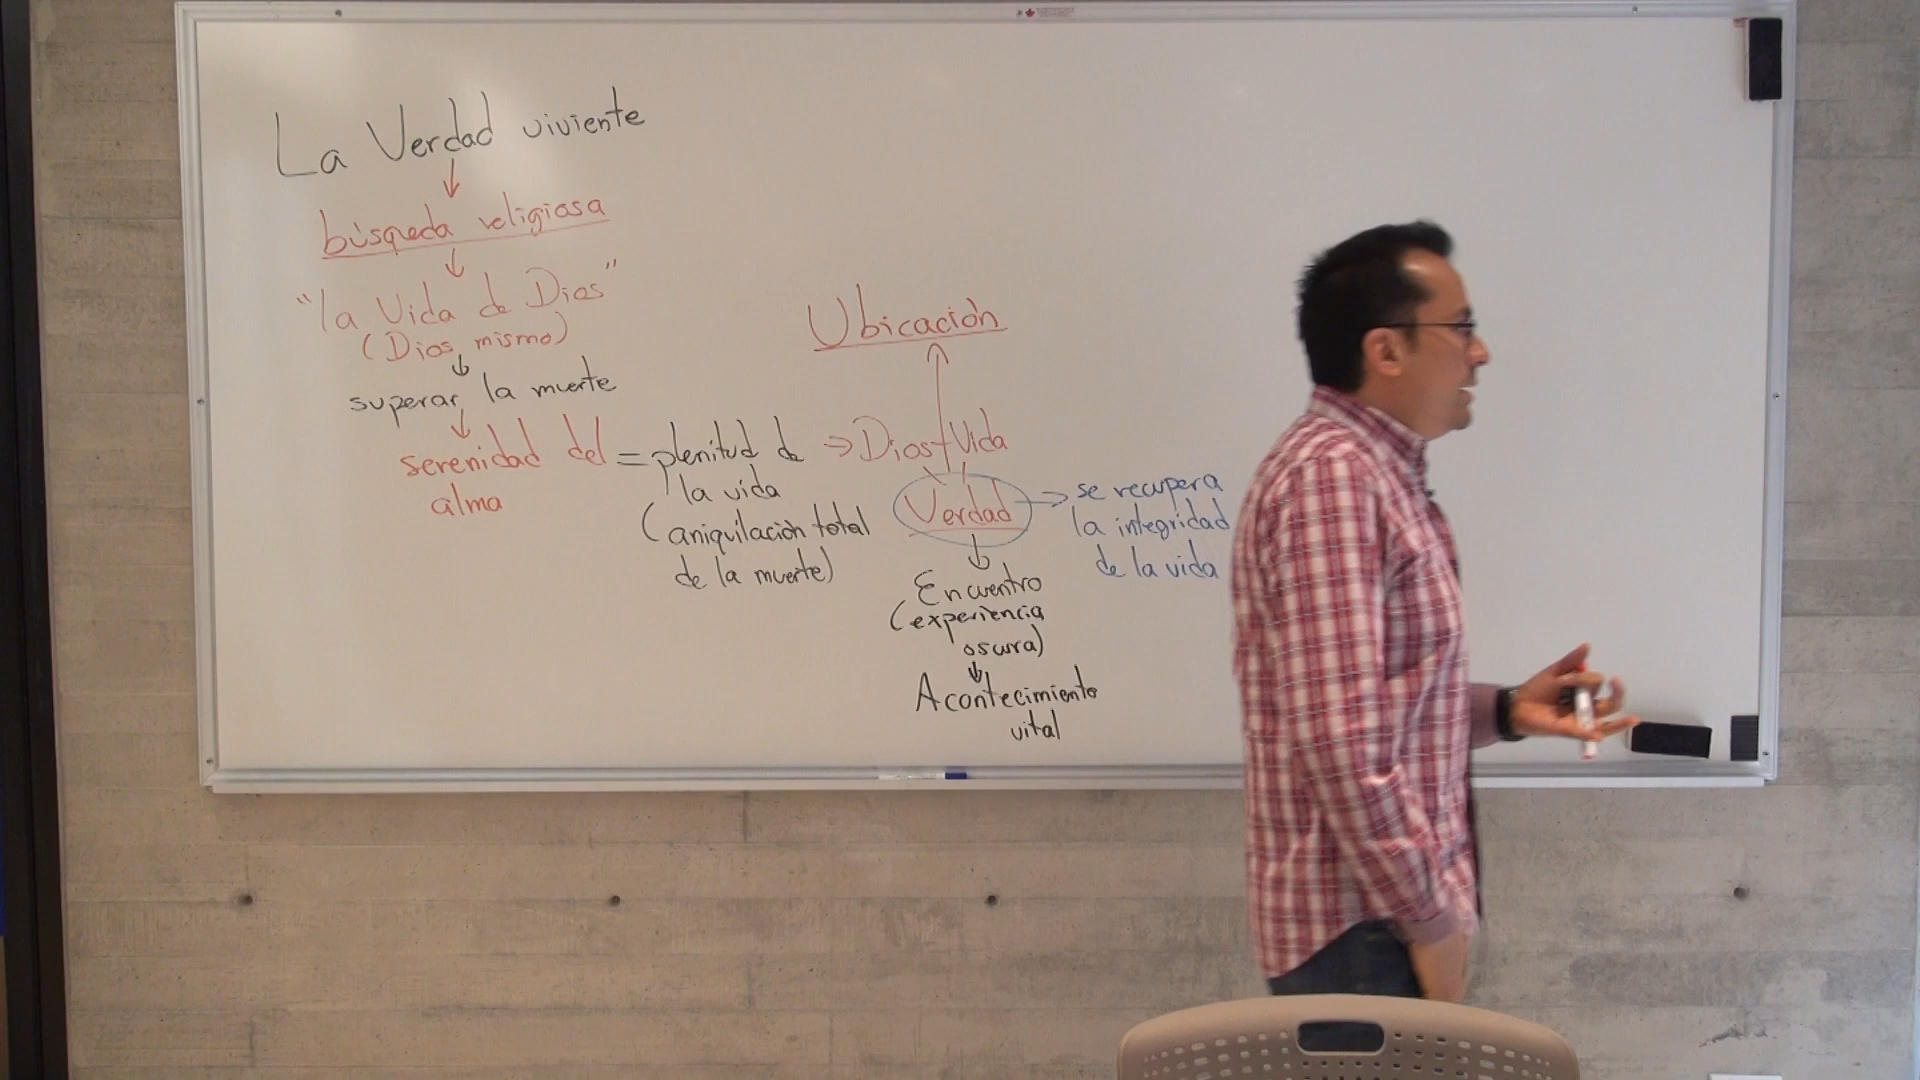 La Verdad viviente
↓
búsqueda religiosa
↓
"la Vida de Dios"
(Dios mismo)
↓
superar la muerte
↓
serenidad del
alma
= plenitud de
la vida
(aniquilación total
de la muerte)
→ Dios + Vida
Ubicación
Verdad
→ se recupera
la integridad
de la vida
↓
Encuentro
(experiencia
oscura)
↓
Acontecimiento
vital